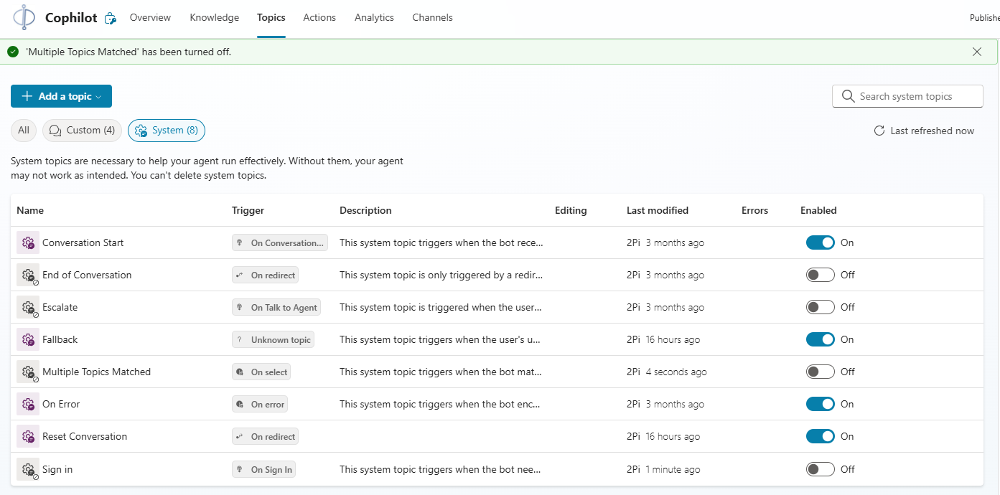 Cophilot Overview Knowledge Topics Actions Analytics Channels Publishe
'Multiple Topics Matched' has been turned off.
Add a topic Search system topics
All Custom (4) System (8) Last refreshed now
System topics are necessary to help your agent run effectively. Without them, your agent
may not work as intended. You can't delete system topics.
Name Trigger Description Editing Last modified Errors Enabled
Conversation Start On Conversation... This system topic triggers when the bot rece... 2Pi 3 months ago On
End of Conversation On redirect This system topic is only triggered by a redir... 2Pi 3 months ago Off
Escalate On Talk to Agent This system topic is triggered when the user... 2Pi 3 months ago Off
Fallback ? Unknown topic This system topic triggers when the user's u... 2Pi 16 hours ago On
Multiple Topics Matched On select This system topic triggers when the bot mat... 2Pi 4 seconds ago Off
On Error On error This system topic triggers when the bot enc... 2Pi 3 months ago On
Reset Conversation On redirect 2Pi 16 hours ago On
Sign in On Sign In This system topic triggers when the bot nee... 2Pi 1 minute ago Off